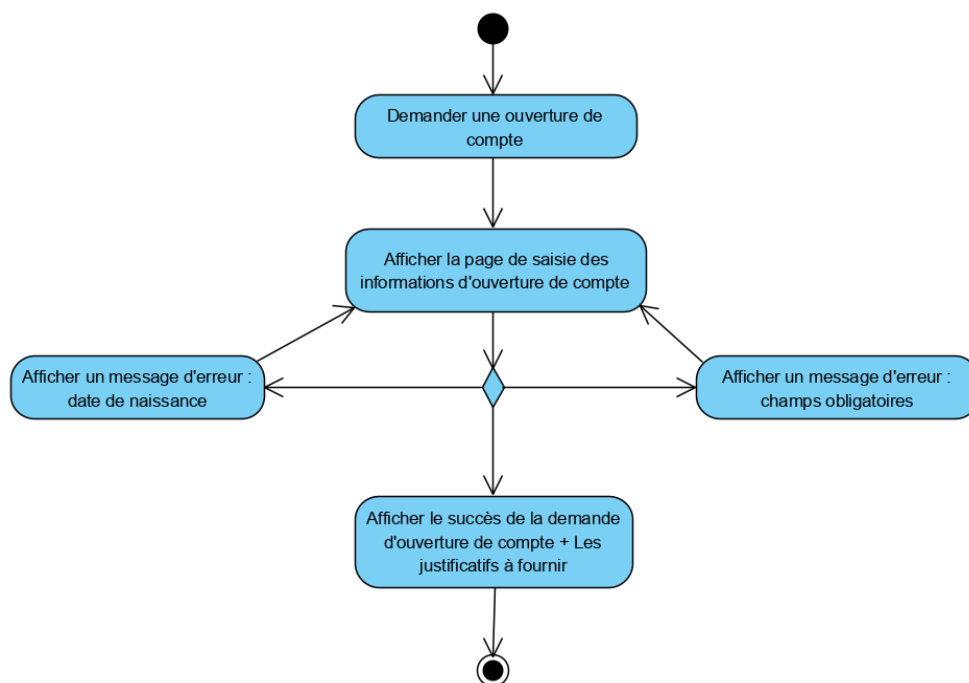 Demander une ouverture de
compte
Afficher la page de saisie des
informations d'ouverture de compte
Afficher un message d'erreur :
date de naissance
Afficher un message d'erreur :
champs obligatoires
Afficher le succès de la demande
d'ouverture de compte + Les
justificatifs à fournir